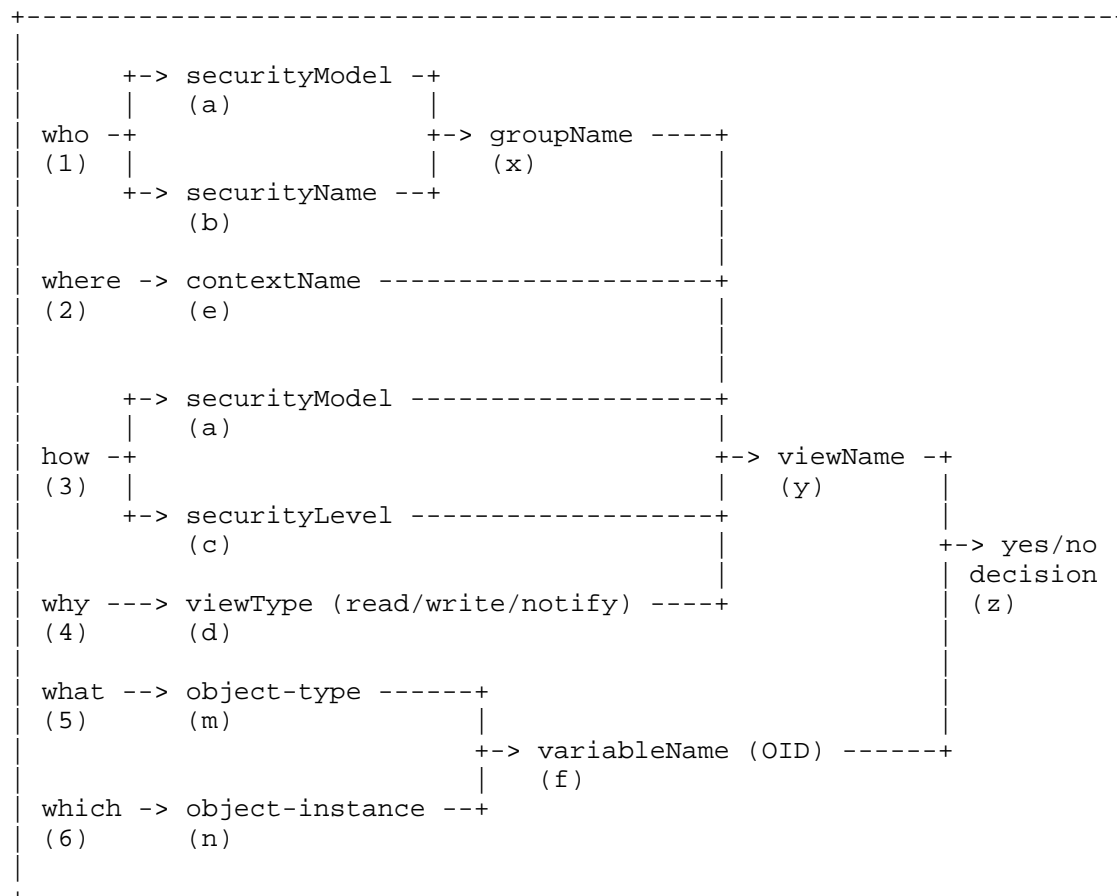 +-> securityModel -+
(a)
who -+ +-> groupName ----+
(1) (x)
+-> securityName --+
(b)
where -> contextName ---------------------+
(2) (e)
+-> securityModel -------------------+
(a)
how -+ +-> viewName -+
(3) (y)
+-> securityLevel -------------------+
(c) +-> yes/no
decision
why ---> viewType (read/write/notify) ----+ (z)
(4) (d)
what --> object-type ------+
(5) (m)
+-> variableName (OID) ------+
(f)
which -> object-instance --+
(6) (n)